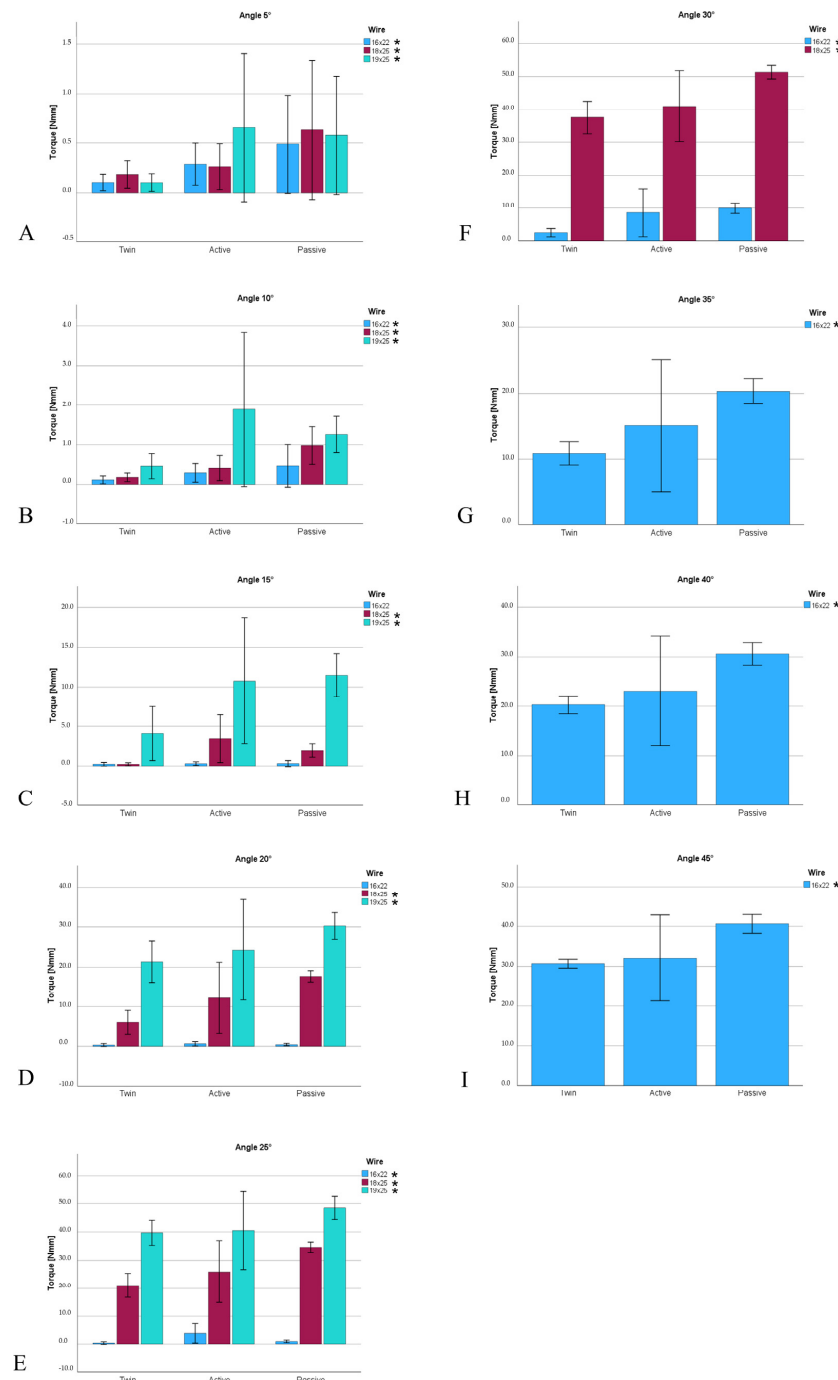 Angle 5°
Wire
16x22 *
18x25 *
19x25 *
Torque [Nmm]
1.5
1.0
0.5
0.0
-0.5
Twin Active Passive
A
Angle 10°
Wire
16x22 *
18x25 *
19x25 *
Torque [Nmm]
4.0
3.0
2.0
1.0
0.0
-1.0
Twin Active Passive
B
Angle 15°
Wire
16x22
18x25 *
19x25 *
Torque [Nmm]
20.0
15.0
10.0
5.0
0.0
-5.0
Twin Active Passive
C
Angle 20°
Wire
16x22
18x25 *
19x25 *
Torque [Nmm]
40.0
30.0
20.0
10.0
0.0
-10.0
Twin Active Passive
D
Angle 25°
Wire
16x22 *
18x25 *
19x25 *
Torque [Nmm]
60.0
50.0
40.0
30.0
20.0
10.0
0.0
-10.0
Twin Active Passive
E
Angle 30°
Wire
16x22 *
18x25 *
Torque [Nmm]
60.0
50.0
40.0
30.0
20.0
10.0
0.0
Twin Active Passive
F
Angle 35°
Wire
16x22 *
Torque [Nmm]
30.0
20.0
10.0
0.0
Twin Active Passive
G
Angle 40°
Wire
16x22 *
Torque [Nmm]
40.0
30.0
20.0
10.0
0.0
Twin Active Passive
H
Angle 45°
Wire
16x22 *
Torque [Nmm]
50.0
40.0
30.0
20.0
10.0
0.0
Twin Active Passive
I